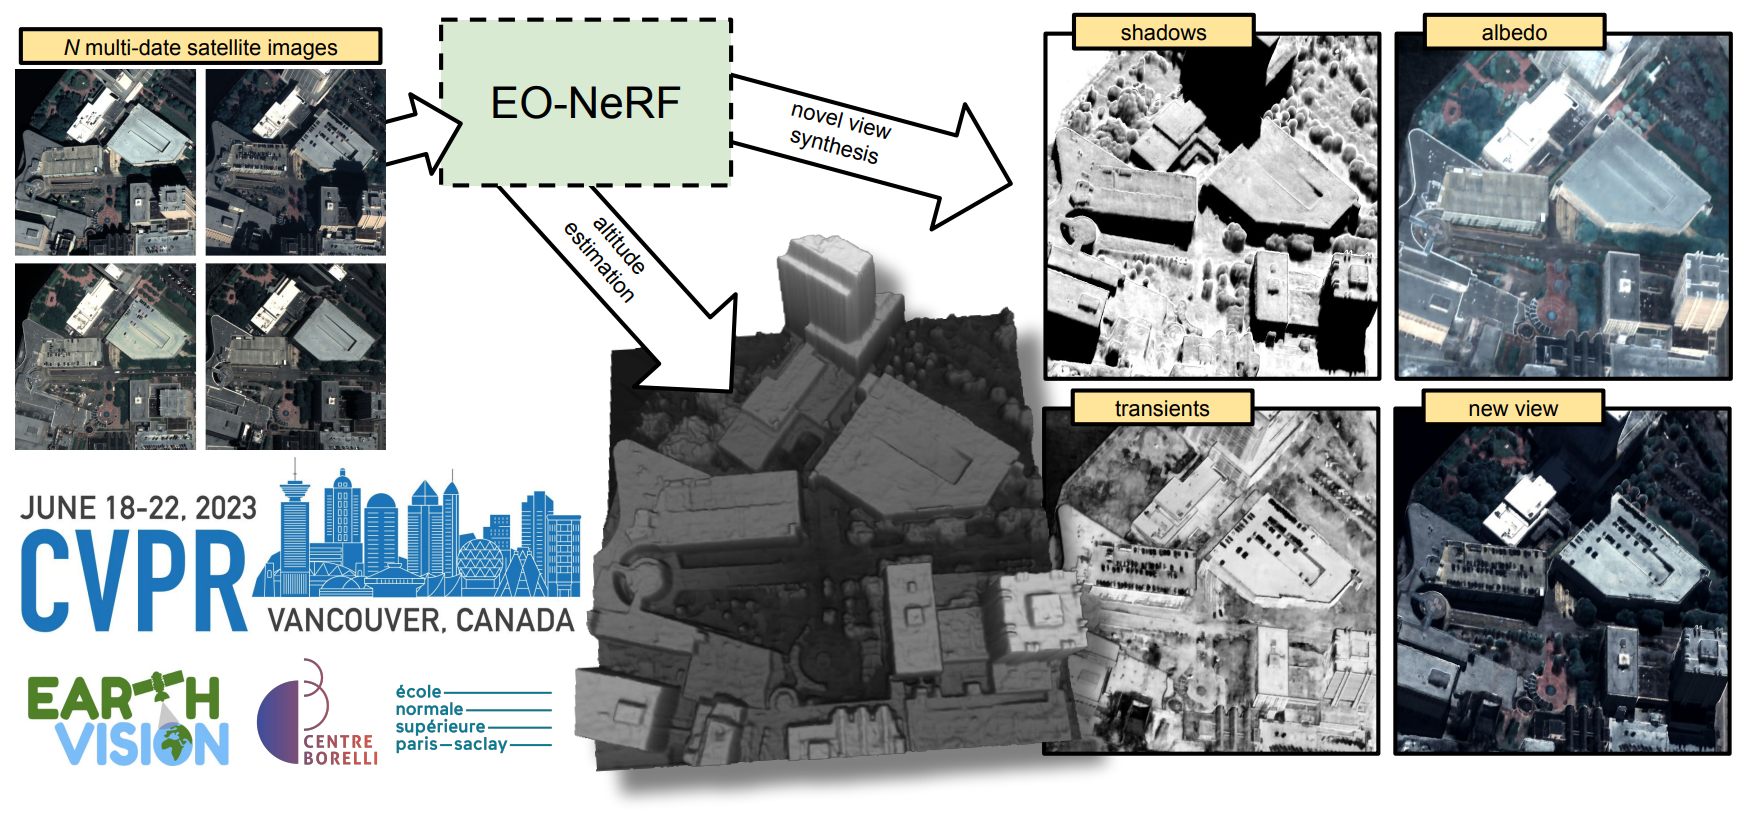 N multi-date satellite images
EO-NeRF
novel view
synthesis
altitude
estimation
shadows
albedo
transients
new view
JUNE 18-22, 2023
CVPR
VANCOUVER, CANADA
EARTH
VISION
CENTRE
BORELLI
école
normale
supérieure
paris-saclay